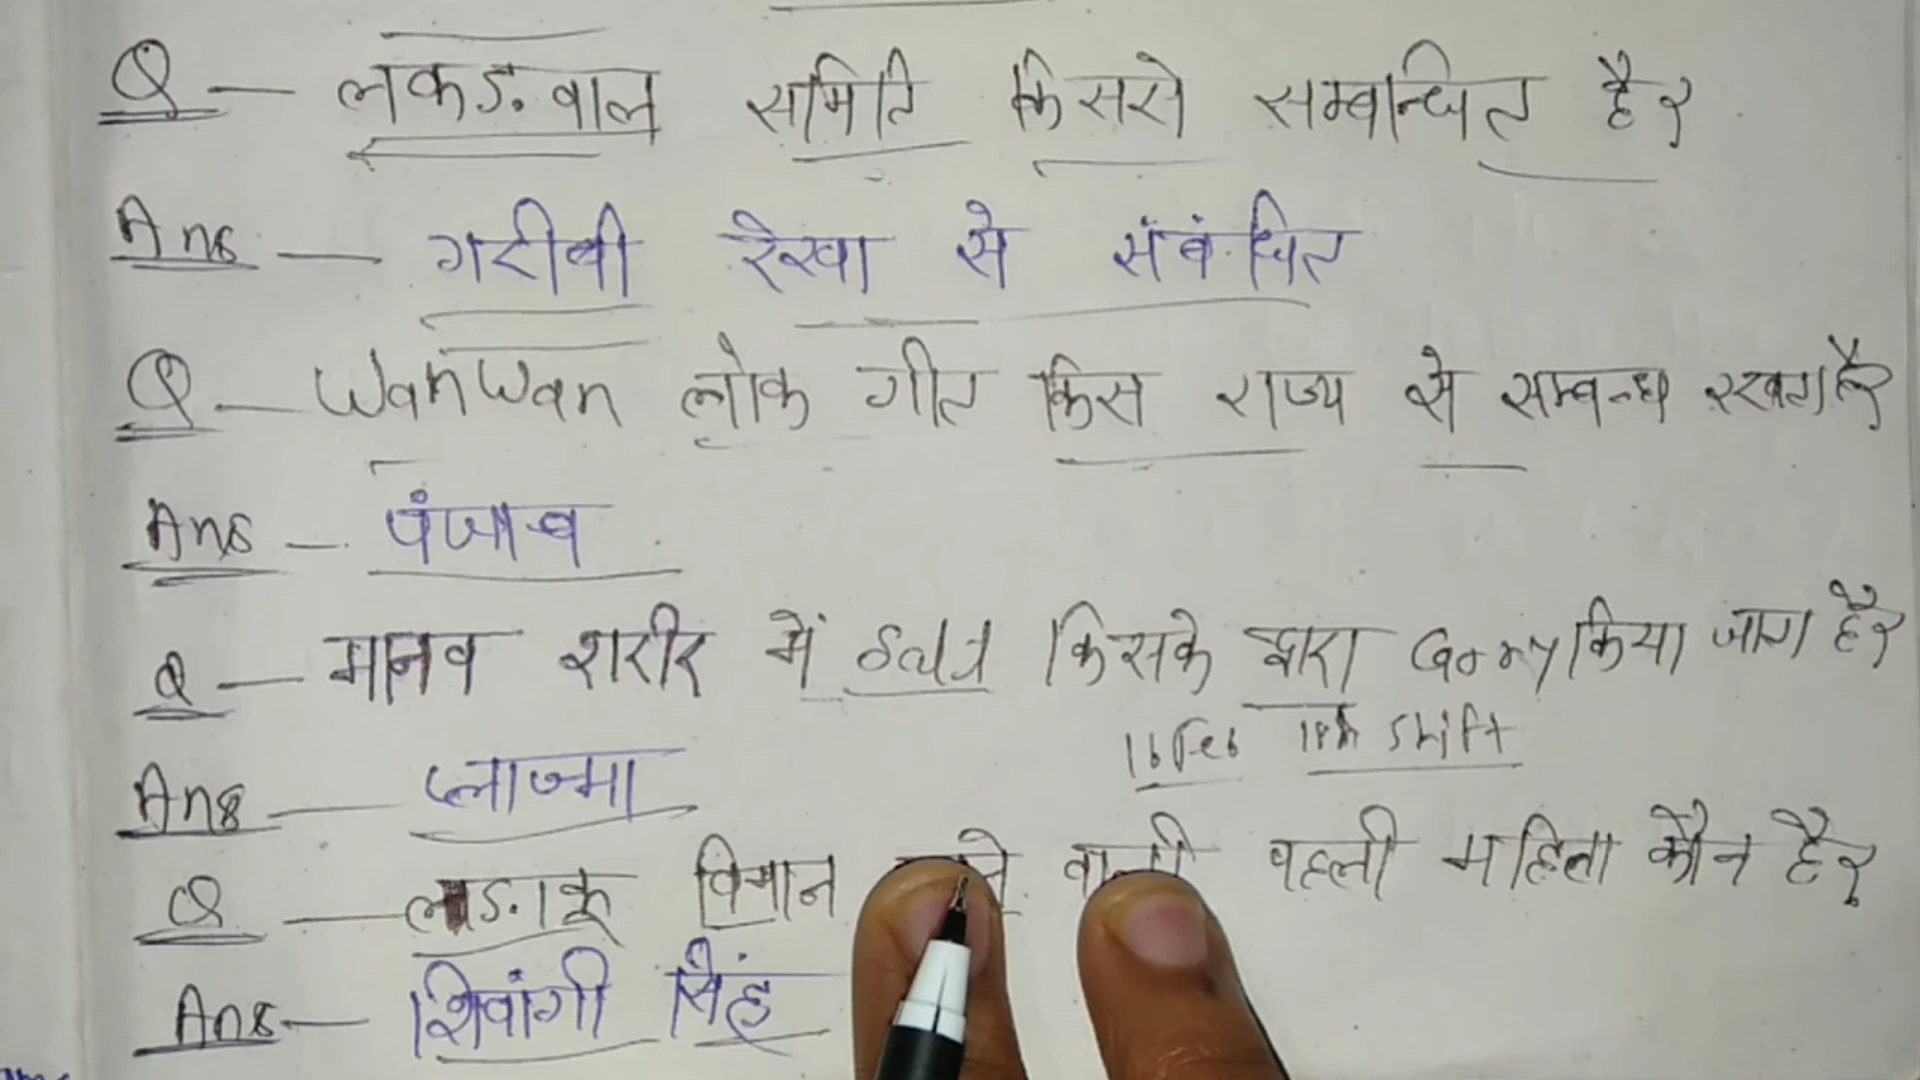 Q — लकड़वाल समिति किससे सम्बन्धित है?
Ans — गरीबी रेखा से संबंधित
Q — Wanwan लोक गीत किस राज्य से सम्बन्ध रखता है?
Ans — पंजाब
Q — मानव शरीर में Salt किसके द्वारा Carry किया जाता है?
16 Feb shift
Ans — प्लाज्मा
Q — लड़ाकू विमान वाली पहली महिला कौन है?
Ans — शिवांगी सिंह